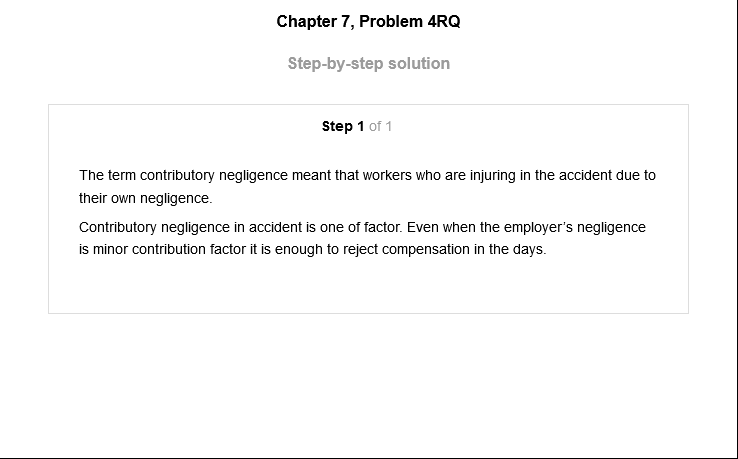 Chapter 7, Problem 4RQ
Step-by-step solution
Step 1 of 1
The term contributory negligence meant that workers who are injuring in the accident due to
their own negligence.
Contributory negligence in accident is one of factor. Even when the employer’s negligence
is minor contribution factor it is enough to reject compensation in the days.